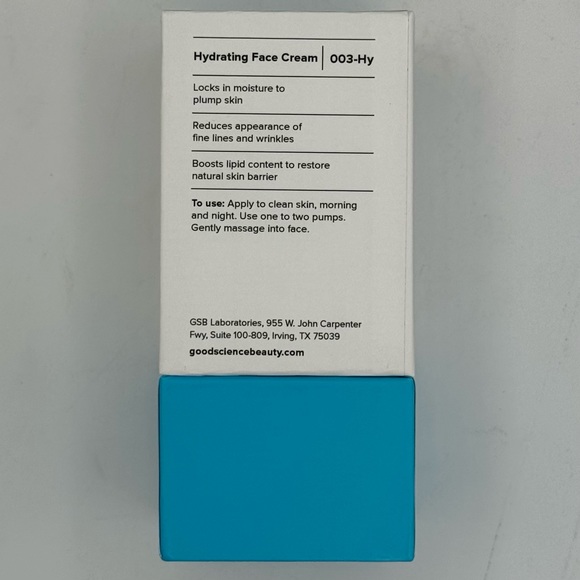 Hydrating Face Cream | 003-Hy
Locks in moisture to
plump skin
Reduces appearance of
fine lines and wrinkles
Boosts lipid content to restore
natural skin barrier
To use: Apply to clean skin, morning
and night. Use one to two pumps.
Gently massage into face.
GSB Laboratories, 955 W. John Carpenter
Fwy, Suite 100-809, Irving, TX 75039
goodsciencebeauty.com